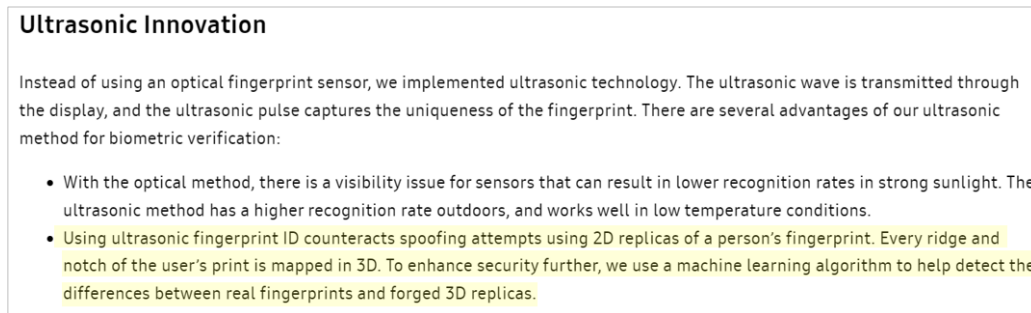 Ultrasonic Innovation
Instead of using an optical fingerprint sensor, we implemented ultrasonic technology. The ultrasonic wave is transmitted through
the display, and the ultrasonic pulse captures the uniqueness of the fingerprint. There are several advantages of our ultrasonic
method for biometric verification:
• With the optical method, there is a visibility issue for sensors that can result in lower recognition rates in strong sunlight. The
ultrasonic method has a higher recognition rate outdoors, and works well in low temperature conditions.
• Using ultrasonic fingerprint ID counteracts spoofing attempts using 2D replicas of a person's fingerprint. Every ridge and
notch of the user's print is mapped in 3D. To enhance security further, we use a machine learning algorithm to help detect the
differences between real fingerprints and forged 3D replicas.